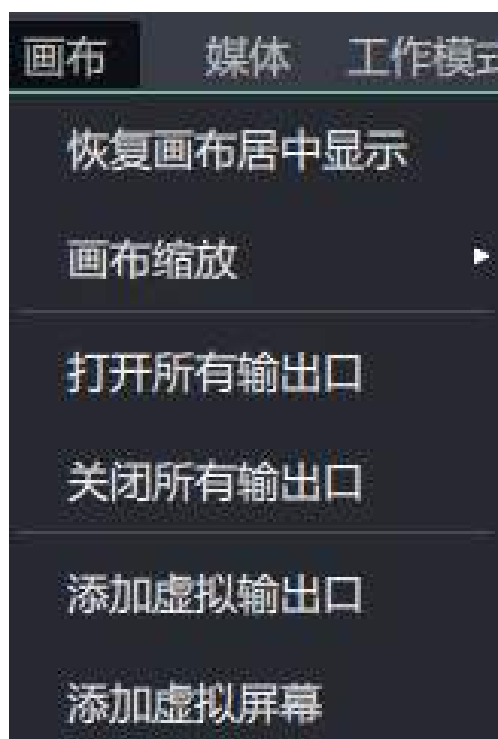 画布 媒体 工作模式
恢复画布居中显示
画布缩放
打开所有输出口
关闭所有输出口
添加虚拟输出口
添加虚拟屏幕